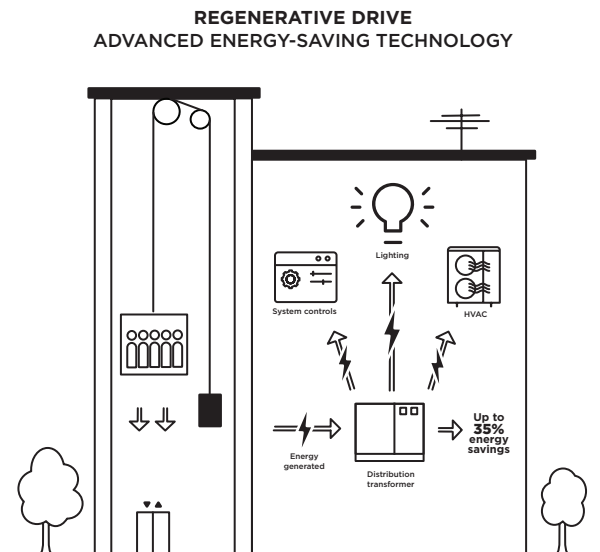 REGENERATIVE DRIVE
ADVANCED ENERGY-SAVING TECHNOLOGY
Lighting
System controls
HVAC
Energy
generated
Distribution
transformer
Up to
35%
energy
savings